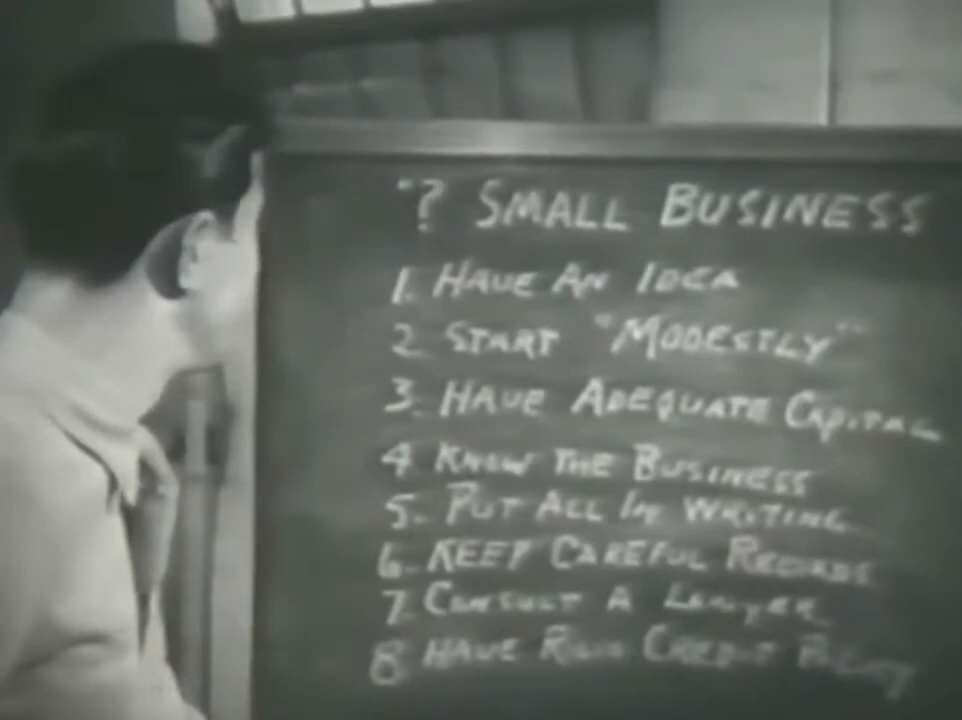 "? SMALL BUSINESS
1. HAVE AN IDEA
2 START "MODESTLY"
3. HAVE ADEQUATE CAPITAL
4 KNOW THE BUSINESS
5. PUT ALL IN WRITING
6. KEEP CAREFUL RECORDS
7. CONSULT A LAWYER
8 HAVE CREDIT POLICY